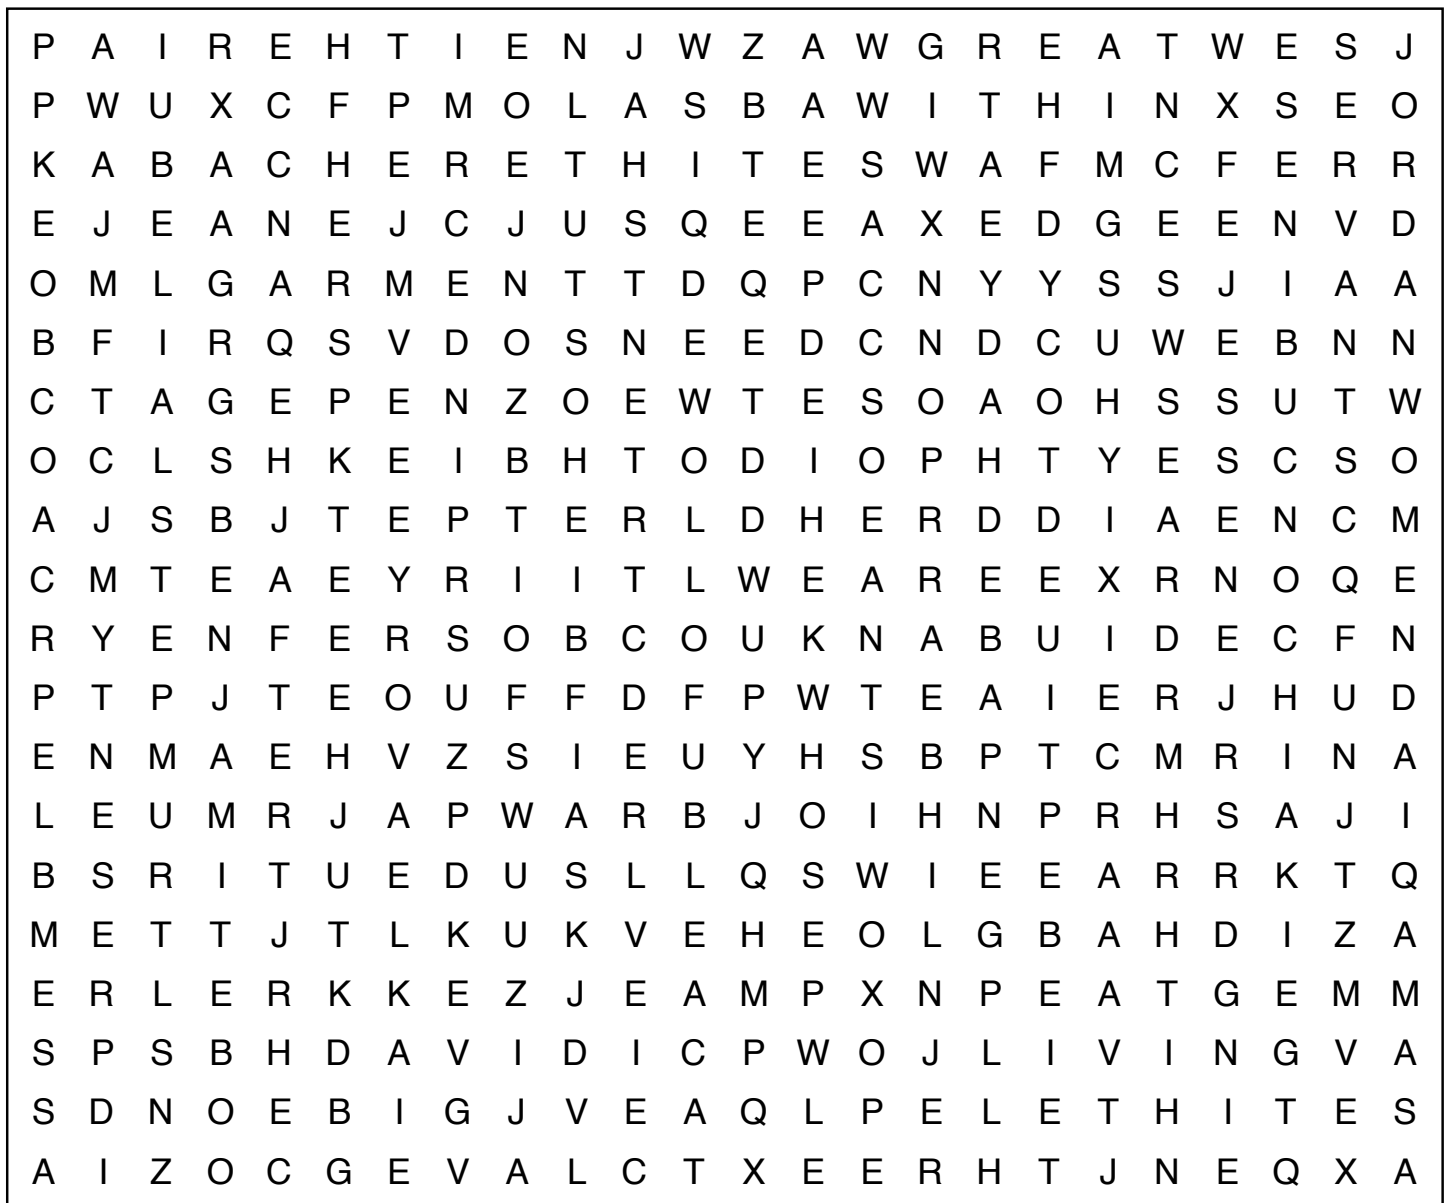 P A I R E H T I E N J W Z A W G R E A T W E S J
P W U X C F P M O L A S B A W I T H I N X S E O
K A B A C H E R E T H I T E S W A F M C F E R R
E J E A N E J C J U S Q E E A X E D G E E N V D
O M L G A R M E N T T D Q P C N Y Y S S J I A A
B F I R Q S V D O S N E E D C N D C U W E B N N
C T A G E P E N Z O E W T E S O A O H S S U T W
O C L S H K E I B H T O D I O P H T Y E S C S O
A J S B J T E P T E R L D H E R D D I A E N C M
C M T E A E Y R I I T L W E A R E E X R N O Q E
R Y E N F E R S O B C O U K N A B U I D E C F N
P T P J T E O U F F D F P W T E A I E R J H U D
E N M A E H V Z S I E U Y H S B P T C M R I N A
L E U M R J A P W A R B J O I H N P R H S A J I
B S R I T U E D U S L L Q S W I E E A R R K T Q
M E T T J T L K U K V E H E O L G B A H D I Z A
E R L E R K K E Z J E A M P X N P E A T G E M M
S P S B H D A V I D I C P W O J L I V I N G V A
S D N O E B I G J V E A Q L P E L E T H I T E S
A I Z O C G E V A L C T X E E R H T J N E Q X A